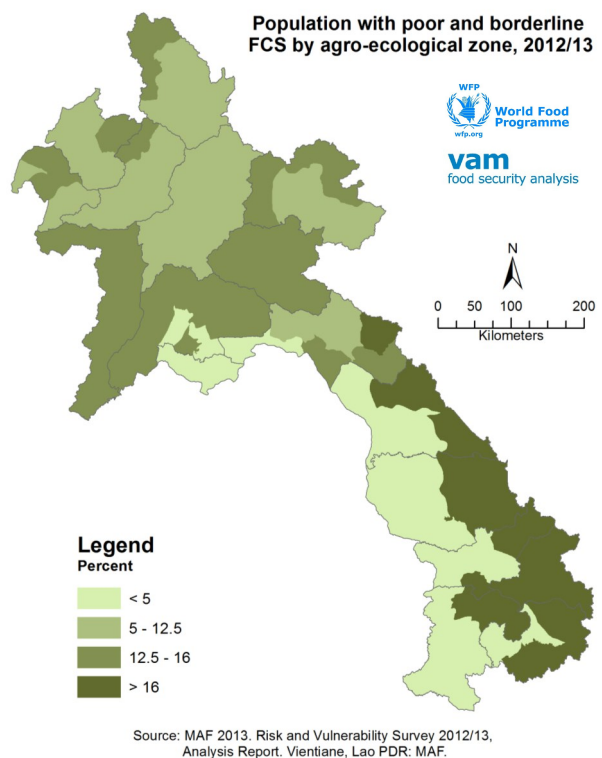 Population with poor and borderline
FCS by agro-ecological zone, 2012/13
WFP
wfp.org
World Food
Programme
vam
food security analysis
N
0 50 100 200
Kilometers
Legend
Percent
< 5
5 - 12.5
12.5 - 16
> 16
Source: MAF 2013. Risk and Vulnerability Survey 2012/13,
Analysis Report. Vientiane, Lao PDR: MAF.